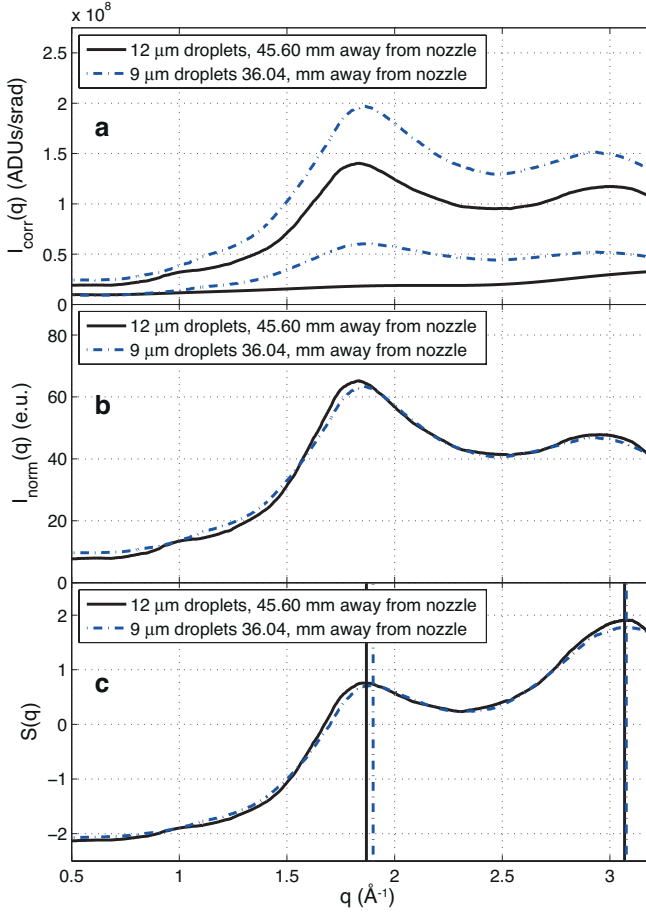 x 10⁸
12 μm droplets, 45.60 mm away from nozzle
9 μm droplets 36.04, mm away from nozzle
a
I_corr(q) (ADUs/srad)
2.5
2
1.5
1
0.5
0
12 μm droplets, 45.60 mm away from nozzle
9 μm droplets 36.04, mm away from nozzle
b
I_norm(q) (e.u.)
80
60
40
20
0
12 μm droplets, 45.60 mm away from nozzle
9 μm droplets 36.04, mm away from nozzle
c
S(q)
2
1
0
−1
−2
0.5 1 1.5 2 2.5 3
q (Å⁻¹)